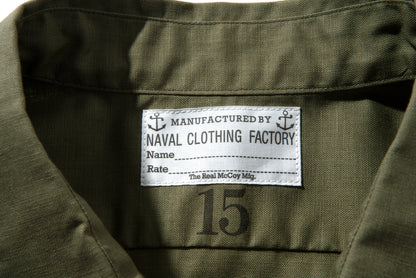 MANUFACTURED BY
NAVAL CLOTHING FACTORY
Name
Rate
The Real McCoy Mfg.
15